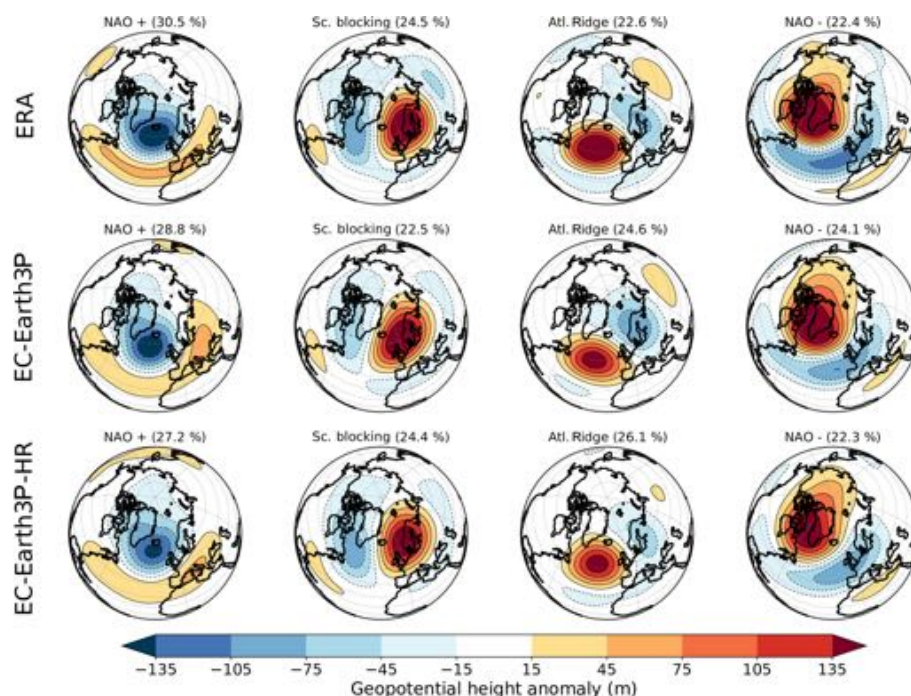 NAO + (30.5 %) Sc. blocking (24.5 %) Atl. Ridge (22.6 %) NAO - (22.4 %)
ERA
NAO + (28.8 %) Sc. blocking (22.5 %) Atl. Ridge (24.6 %) NAO - (24.1 %)
EC-Earth3P
NAO + (27.2 %) Sc. blocking (24.4 %) Atl. Ridge (26.1 %) NAO - (22.3 %)
EC-Earth3P-HR
−135 −105 −75 −45 −15 15 45 75 105 135
Geopotential height anomaly (m)